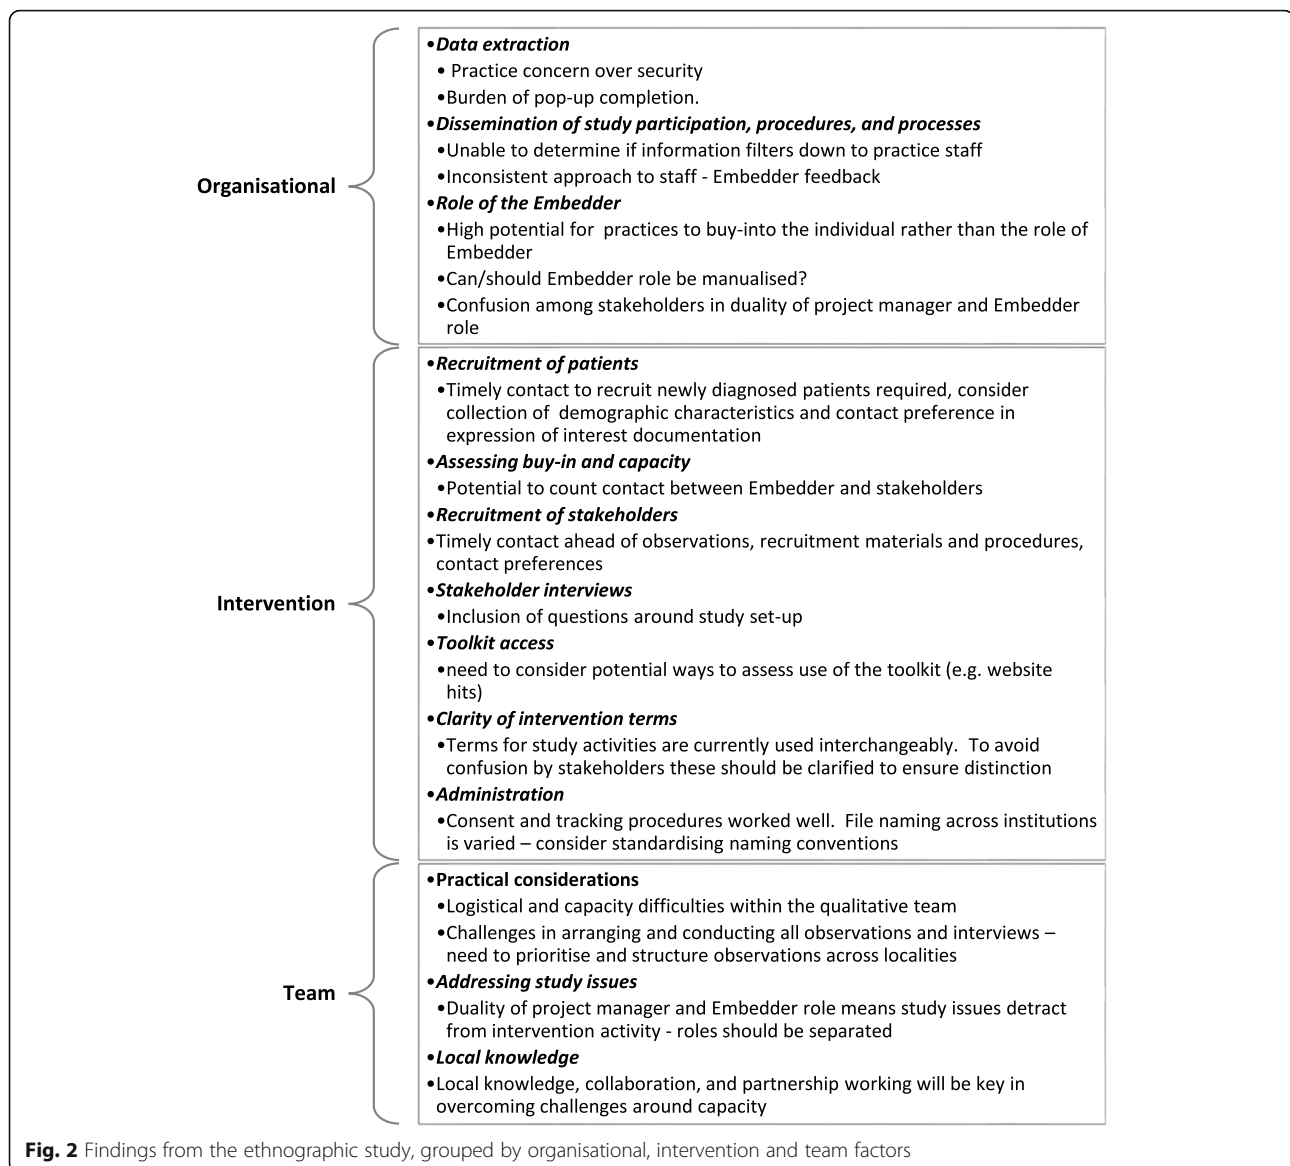 Organisational
•Data extraction
• Practice concern over security
•Burden of pop-up completion.
•Dissemination of study participation, procedures, and processes
•Unable to determine if information filters down to practice staff
•Inconsistent approach to staff - Embedder feedback
•Role of the Embedder
•High potential for  practices to buy-into the individual rather than the role of
Embedder
•Can/should Embedder role be manualised?
•Confusion among stakeholders in duality of project manager and Embedder
role
Intervention
•Recruitment of patients
•Timely contact to recruit newly diagnosed patients required, consider
collection of  demographic characteristics and contact preference in
expression of interest documentation
•Assessing buy-in and capacity
•Potential to count contact between Embedder and stakeholders
•Recruitment of stakeholders
•Timely contact ahead of observations, recruitment materials and procedures,
contact preferences
•Stakeholder interviews
•Inclusion of questions around study set-up
•Toolkit access
•need to consider potential ways to assess use of the toolkit (e.g. website
hits)
•Clarity of intervention terms
•Terms for study activities are currently used interchangeably.  To avoid
confusion by stakeholders these should be clarified to ensure distinction
•Administration
•Consent and tracking procedures worked well.  File naming across institutions
is varied – consider standardising naming conventions
Team
•Practical considerations
•Logistical and capacity difficulties within the qualitative team
•Challenges in arranging and conducting all observations and interviews –
need to prioritise and structure observations across localities
•Addressing study issues
•Duality of project manager and Embedder role means study issues detract
from intervention activity - roles should be separated
•Local knowledge
•Local knowledge, collaboration, and partnership working will be key in
overcoming challenges around capacity
Fig. 2 Findings from the ethnographic study, grouped by organisational, intervention and team factors